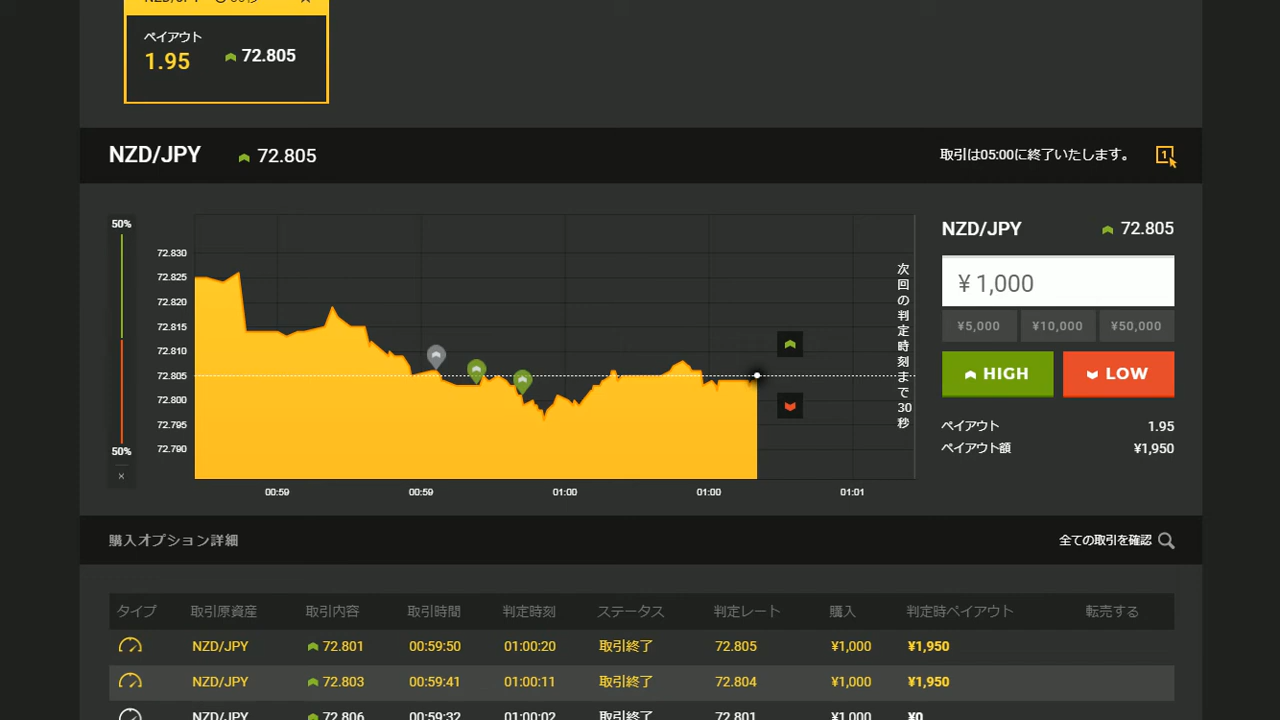 ペイアウト
1.95 72.805
NZD/JPY 72.805 取引は05:00に終了いたします。 1
50%
50%
×
72.830
72.825
72.820
72.815
72.810
72.805
72.800
72.795
72.790
00:59 00:59 01:00 01:00 01:01
次回の判定時刻まで30秒
NZD/JPY 72.805
¥ 1,000
¥5,000 ¥10,000 ¥50,000
HIGH LOW
ペイアウト 1.95
ペイアウト額 ¥1,950
購入オプション詳細 全ての取引を確認
タイプ 取引原資産 取引内容 取引時間 判定時刻 ステータス 判定レート 購入 判定時ペイアウト 転売する
NZD/JPY 72.801 00:59:50 01:00:20 取引終了 72.805 ¥1,000 ¥1,950
NZD/JPY 72.803 00:59:41 01:00:11 取引終了 72.804 ¥1,000 ¥1,950
NZD/JPY 72.806 00:59:32 01:00:02 取引終了 72.801 ¥1,000 ¥0